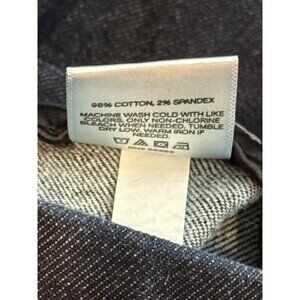 98% COTTON, 2% SPANDEX
MACHINE WASH COLD WITH LIKE
COLORS, ONLY NON-CHLORINE
BLEACH WHEN NEEDED, TUMBLE
DRY LOW, WARM IRON IF
NEEDED.